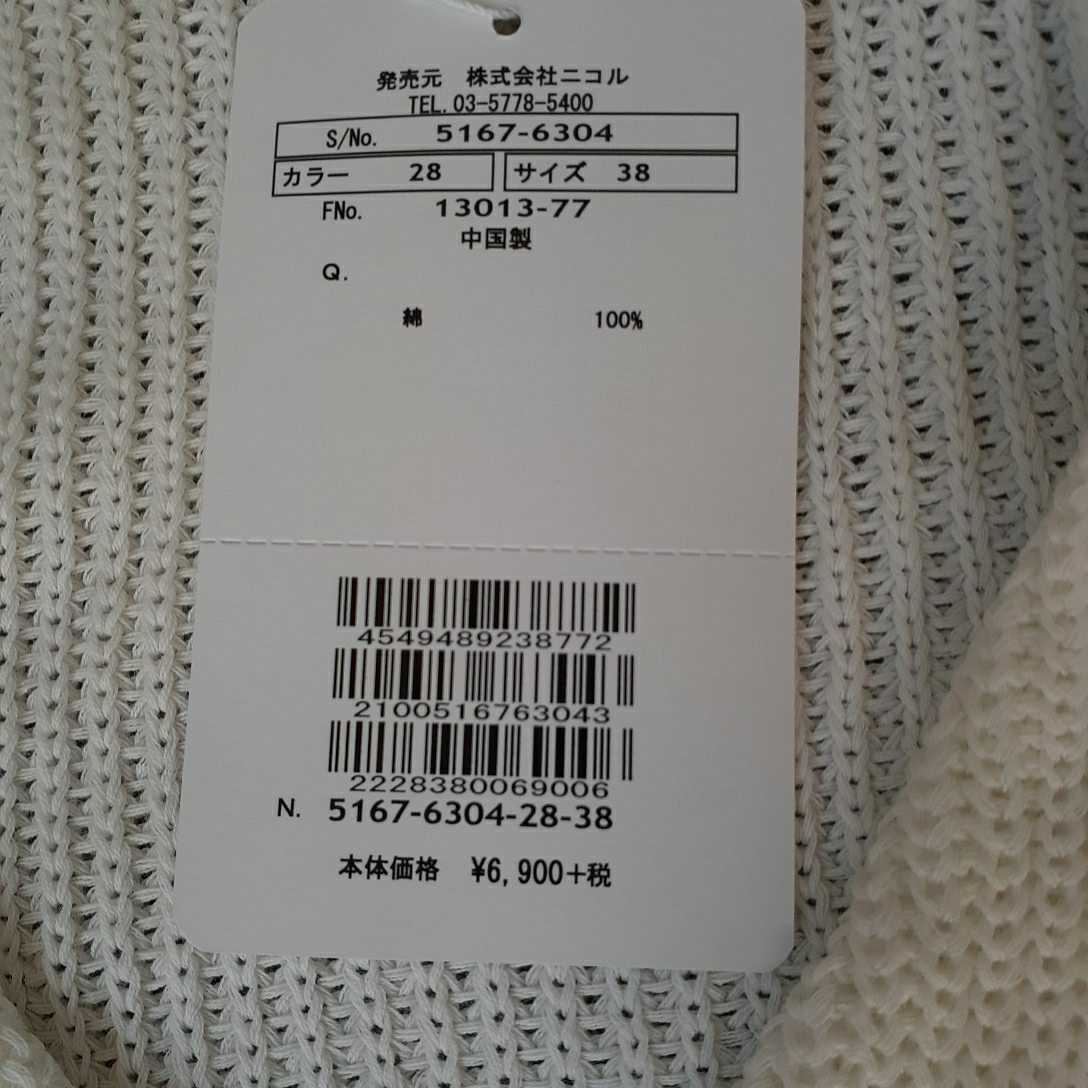 発売元 株式会社ニコル
TEL. 03-5778-5400
S/No. 5167-6304
カラー 28 サイズ 38
FNo. 13013-77
中国製
Q.
綿 100%
4549489238772
2100516763043
2228380069006
N. 5167-6304-28-38
本体価格 ¥6,900+税